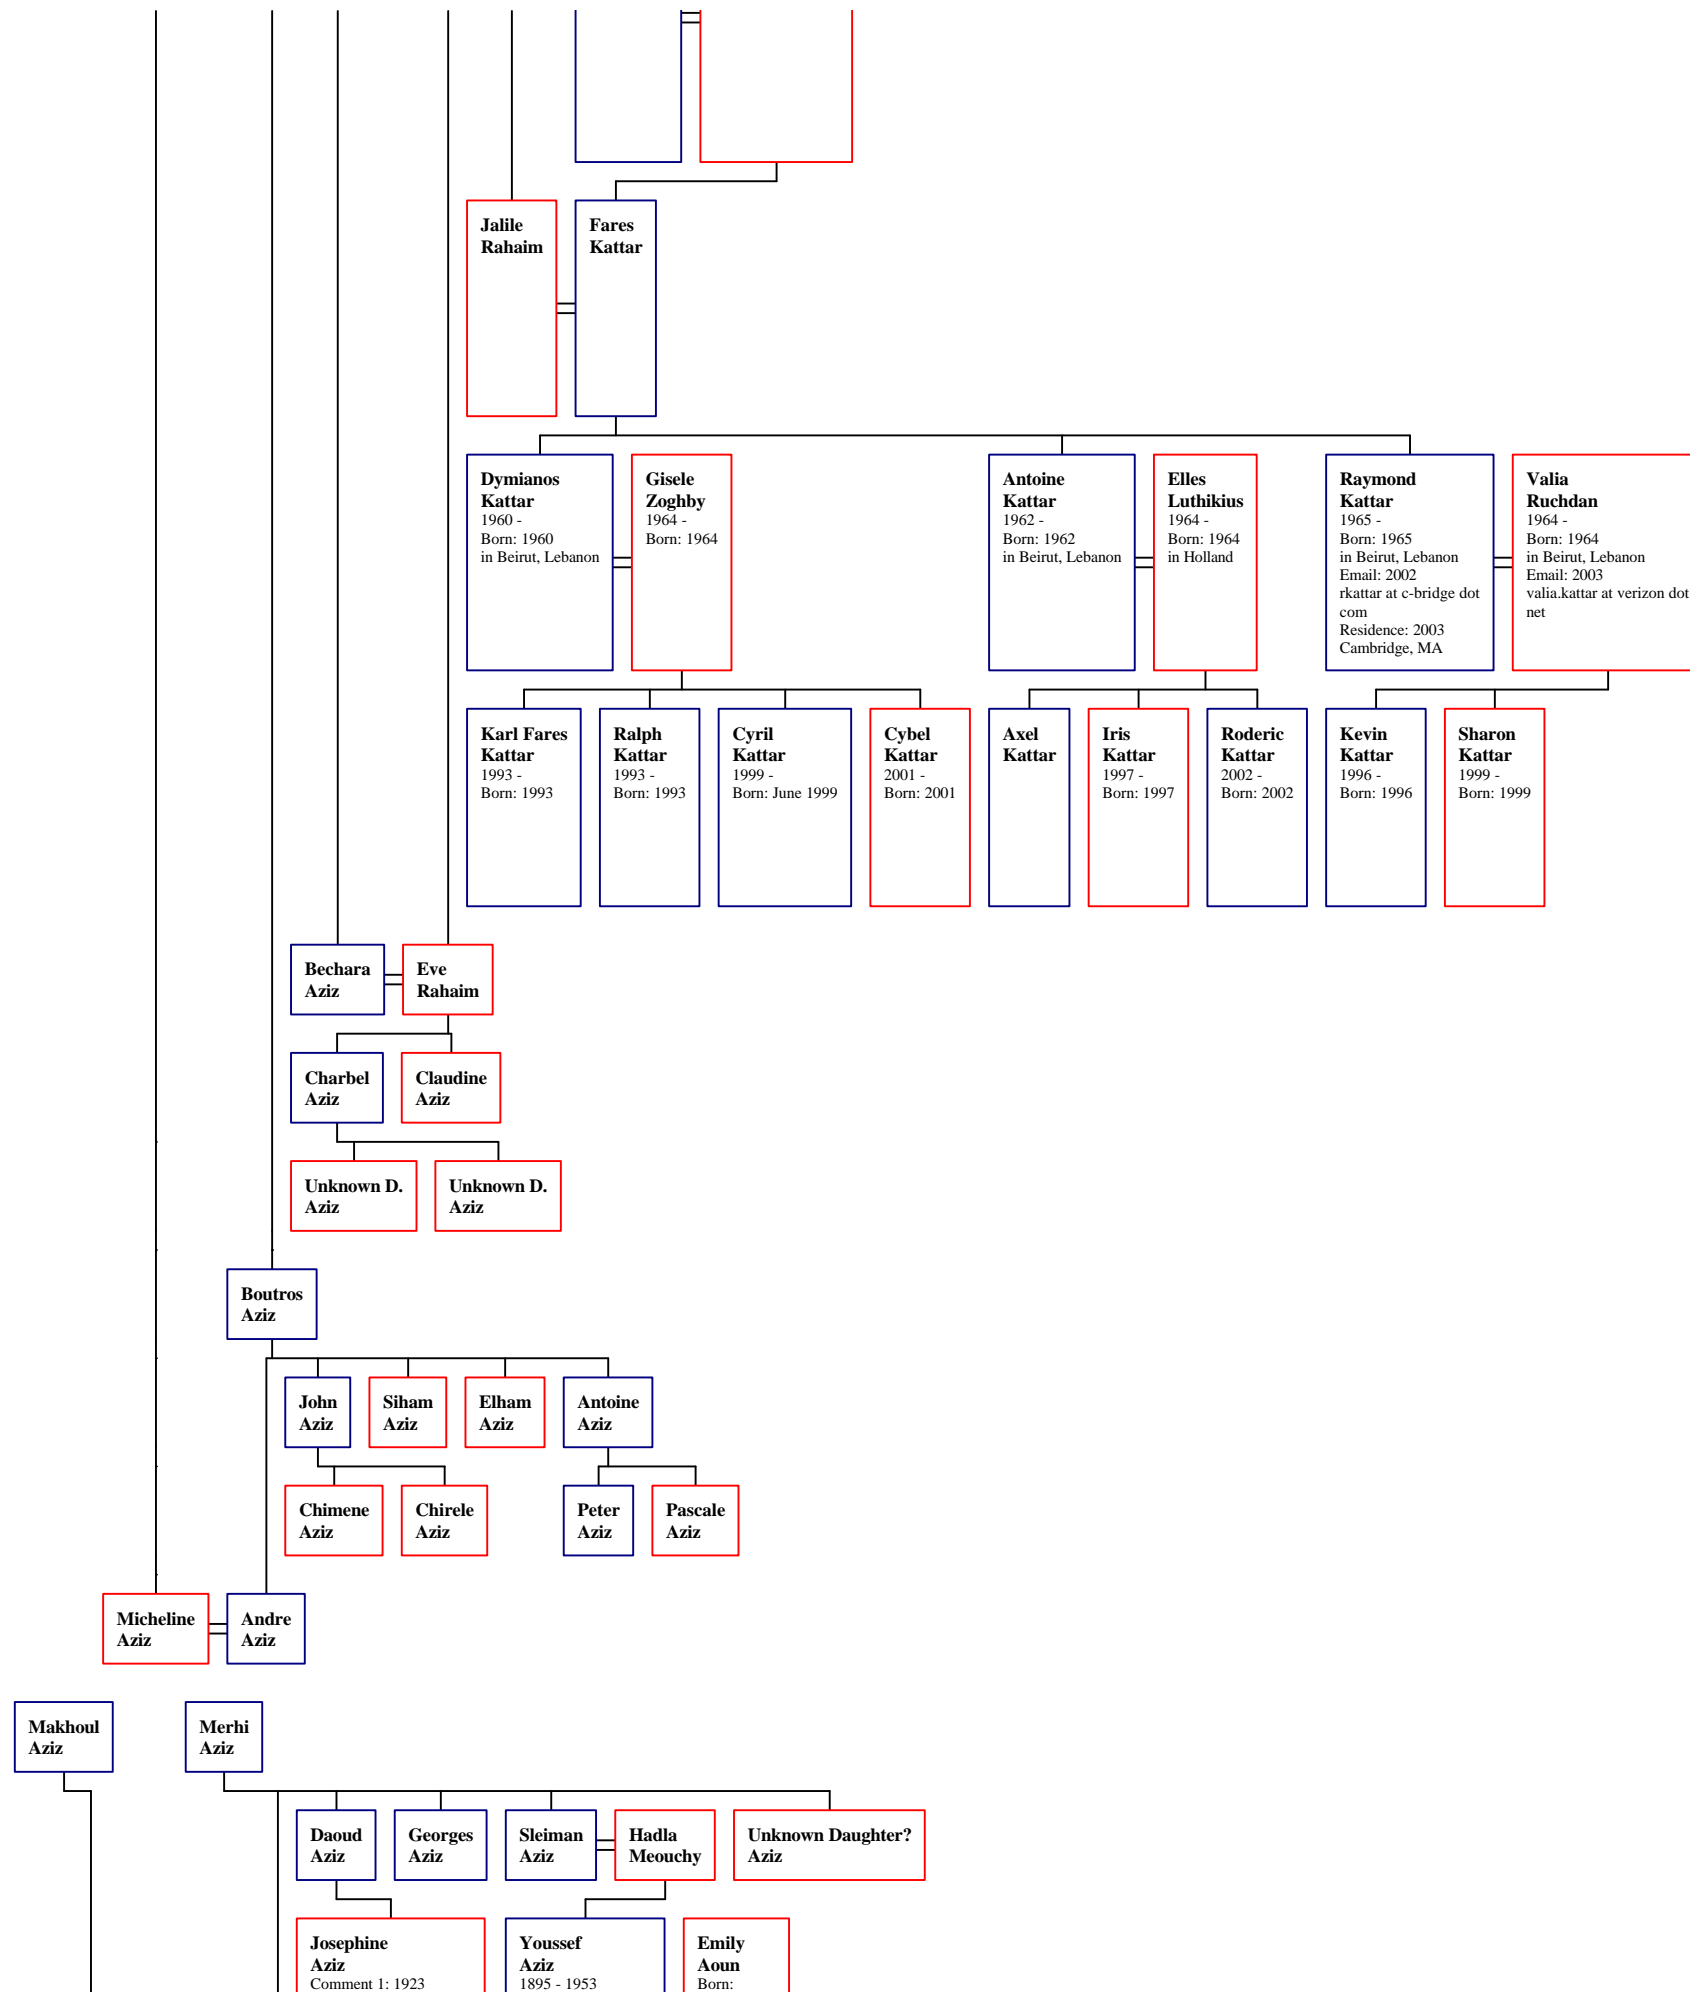 Jalile
Rahaim
Fares
Kattar
Dymianos
Kattar
1960 -
Born: 1960
in Beirut, Lebanon
Gisele
Zoghby
1964 -
Born: 1964
Antoine
Kattar
1962 -
Born: 1962
in Beirut, Lebanon
Elles
Luthikius
1964 -
Born: 1964
in Holland
Raymond
Kattar
1965 -
Born: 1965
in Beirut, Lebanon
Email: 2002
rkattar at c-bridge dot
com
Residence: 2003
Cambridge, MA
Valia
Ruchdan
1964 -
Born: 1964
in Beirut, Lebanon
Email: 2003
valia.kattar at verizon dot
net
Karl Fares
Kattar
1993 -
Born: 1993
Ralph
Kattar
1993 -
Born: 1993
Cyril
Kattar
1999 -
Born: June 1999
Cybel
Kattar
2001 -
Born: 2001
Axel
Kattar
Iris
Kattar
1997 -
Born: 1997
Roderic
Kattar
2002 -
Born: 2002
Kevin
Kattar
1996 -
Born: 1996
Sharon
Kattar
1999 -
Born: 1999
Bechara
Aziz
Eve
Rahaim
Charbel
Aziz
Claudine
Aziz
Unknown D.
Aziz
Unknown D.
Aziz
Boutros
Aziz
John
Aziz
Siham
Aziz
Elham
Aziz
Antoine
Aziz
Chimene
Aziz
Chirele
Aziz
Peter
Aziz
Pascale
Aziz
Micheline
Aziz
Andre
Aziz
Makhoul
Aziz
Merhi
Aziz
Daoud
Aziz
Georges
Aziz
Sleiman
Aziz
Hadla
Meouchy
Unknown Daughter?
Aziz
Josephine
Aziz
Comment 1: 1923
Youssef
Aziz
1895 - 1953
Emily
Aoun
Born: